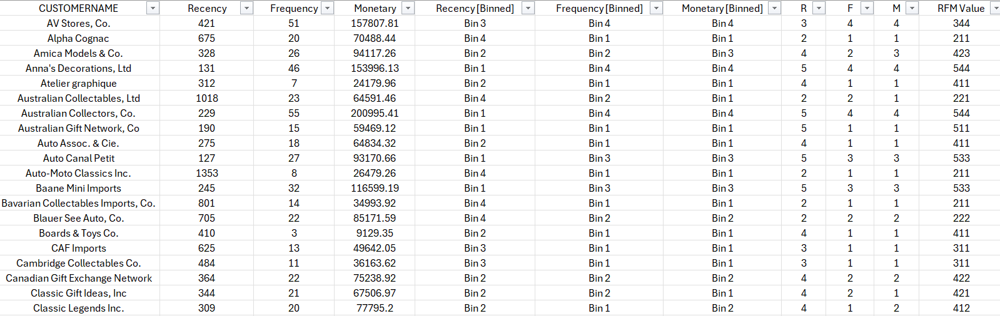 CUSTOMERNAME Recency Frequency Monetary Recency [Binned] Frequency [Binned] Monetary [Binned] R F M RFM Value
AV Stores, Co. 421 51 157807.81 Bin 3 Bin 4 Bin 4 3 4 4 344
Alpha Cognac 675 20 70488.44 Bin 4 Bin 1 Bin 1 2 1 1 211
Amica Models & Co. 328 26 94117.26 Bin 2 Bin 2 Bin 3 4 2 3 423
Anna's Decorations, Ltd 131 46 153996.13 Bin 1 Bin 4 Bin 4 5 4 4 544
Atelier graphique 312 7 24179.96 Bin 2 Bin 1 Bin 1 4 1 1 411
Australian Collectables, Ltd 1018 23 64591.46 Bin 4 Bin 2 Bin 1 2 2 1 221
Australian Collectors, Co. 229 55 200995.41 Bin 1 Bin 4 Bin 4 5 4 4 544
Australian Gift Network, Co 190 15 59469.12 Bin 1 Bin 1 Bin 1 5 1 1 511
Auto Assoc. & Cie. 275 18 64834.32 Bin 2 Bin 1 Bin 1 4 1 1 411
Auto Canal Petit 127 27 93170.66 Bin 1 Bin 3 Bin 3 5 3 3 533
Auto-Moto Classics Inc. 1353 8 26479.26 Bin 4 Bin 1 Bin 1 2 1 1 211
Baane Mini Imports 245 32 116599.19 Bin 1 Bin 3 Bin 3 5 3 3 533
Bavarian Collectables Imports, Co. 801 14 34993.92 Bin 4 Bin 1 Bin 1 2 1 1 211
Blauer See Auto, Co. 705 22 85171.59 Bin 4 Bin 2 Bin 2 2 2 2 222
Boards & Toys Co. 410 3 9129.35 Bin 2 Bin 1 Bin 1 4 1 1 411
CAF Imports 625 13 49642.05 Bin 3 Bin 1 Bin 1 3 1 1 311
Cambridge Collectables Co. 484 11 36163.62 Bin 3 Bin 1 Bin 1 3 1 1 311
Canadian Gift Exchange Network 364 22 75238.92 Bin 2 Bin 2 Bin 2 4 2 2 422
Classic Gift Ideas, Inc 344 21 67506.97 Bin 2 Bin 2 Bin 1 4 2 1 421
Classic Legends Inc. 309 20 77795.2 Bin 2 Bin 1 Bin 2 4 1 2 412